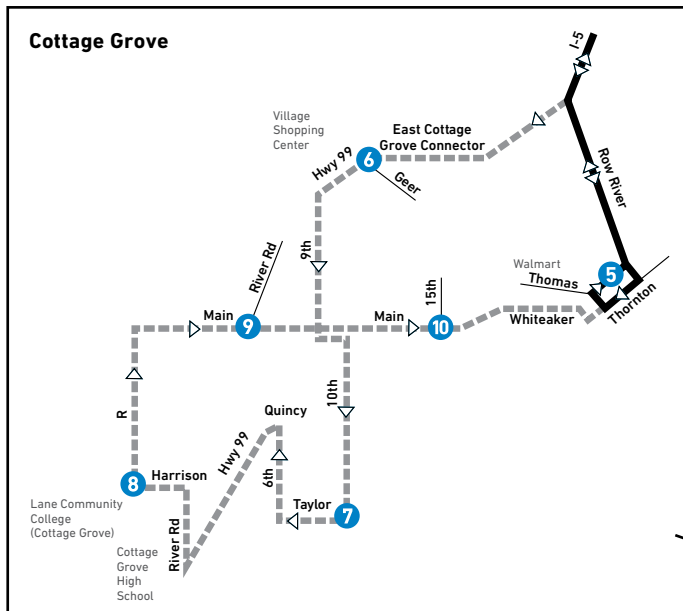 Cottage Grove
I-5
Village
Shopping
Center
East Cottage
Grove Connector
Hwy 99
6
Geer
Row River
9th
River Rd
Walmart
5
Thomas
Thornton
15th
Main
9
Main
10
Whiteaker
10th
R
Quincy
Hwy 99
6th
8
Harrison
Taylor
7
Lane Community
College
(Cottage Grove)
River Rd
Cottage
Grove
High
School